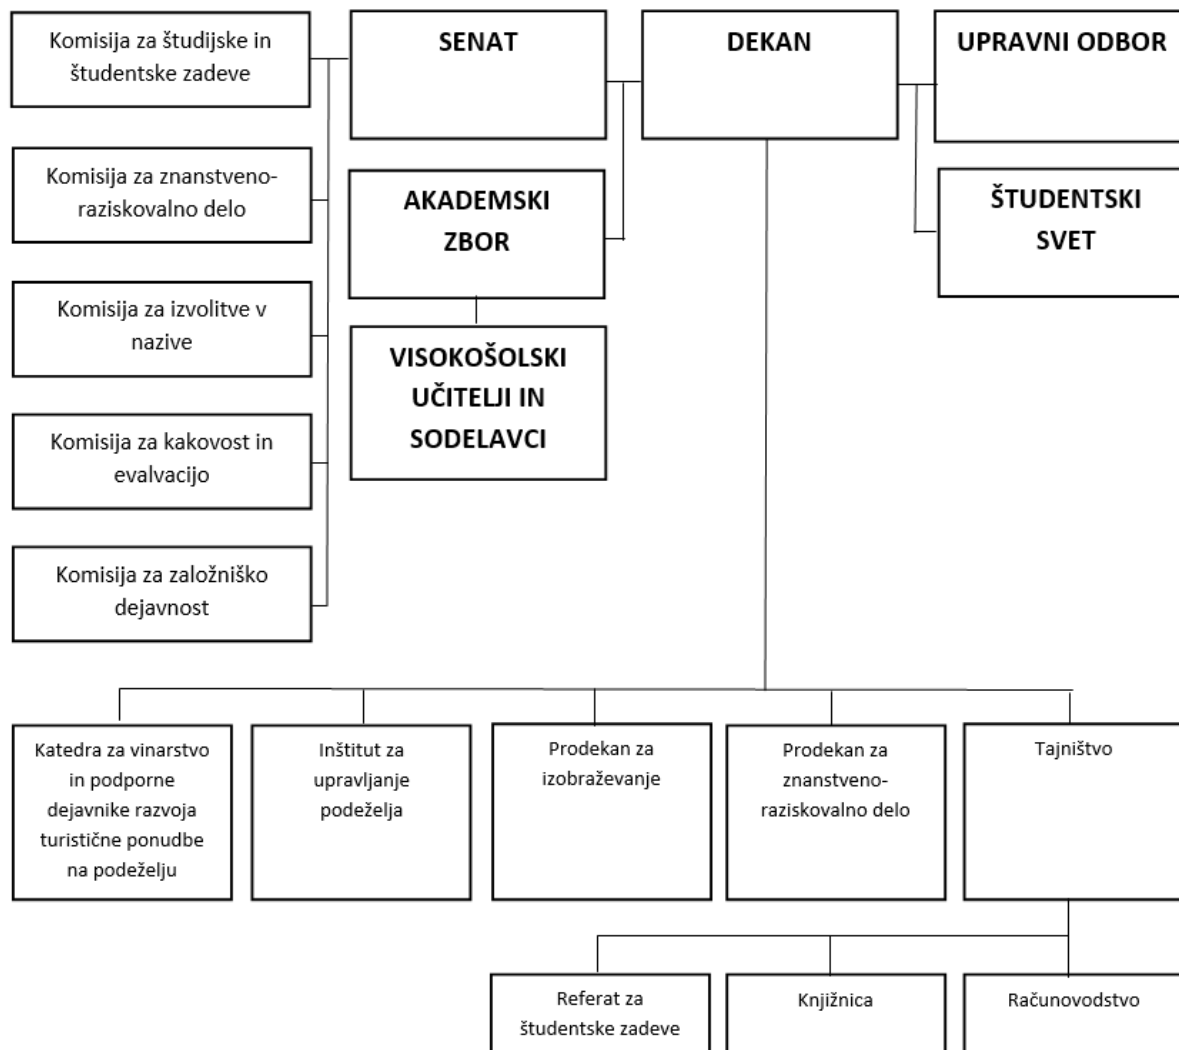 Komisija za študijske in
študentske zadeve
SENAT
DEKAN
UPRAVNI ODBOR
Komisija za znanstveno-
raziskovalno delo
AKADEMSKI
ZBOR
ŠTUDENTSKI
SVET
Komisija za izvolitve v
nazive
VISOKOŠOLSKI
UČITELJI IN
SODELAVCI
Komisija za kakovost in
evalvacijo
Komisija za založniško
dejavnost
Katedra za vinarstvo
in podporne
dejavnike razvoja
turistične ponudbe
na podeželju
Inštitut za
upravljanje
podeželja
Prodekan za
izobraževanje
Prodekan za
znanstveno-
raziskovalno delo
Tajništvo
Referat za
študentske zadeve
Knjižnica
Računovodstvo